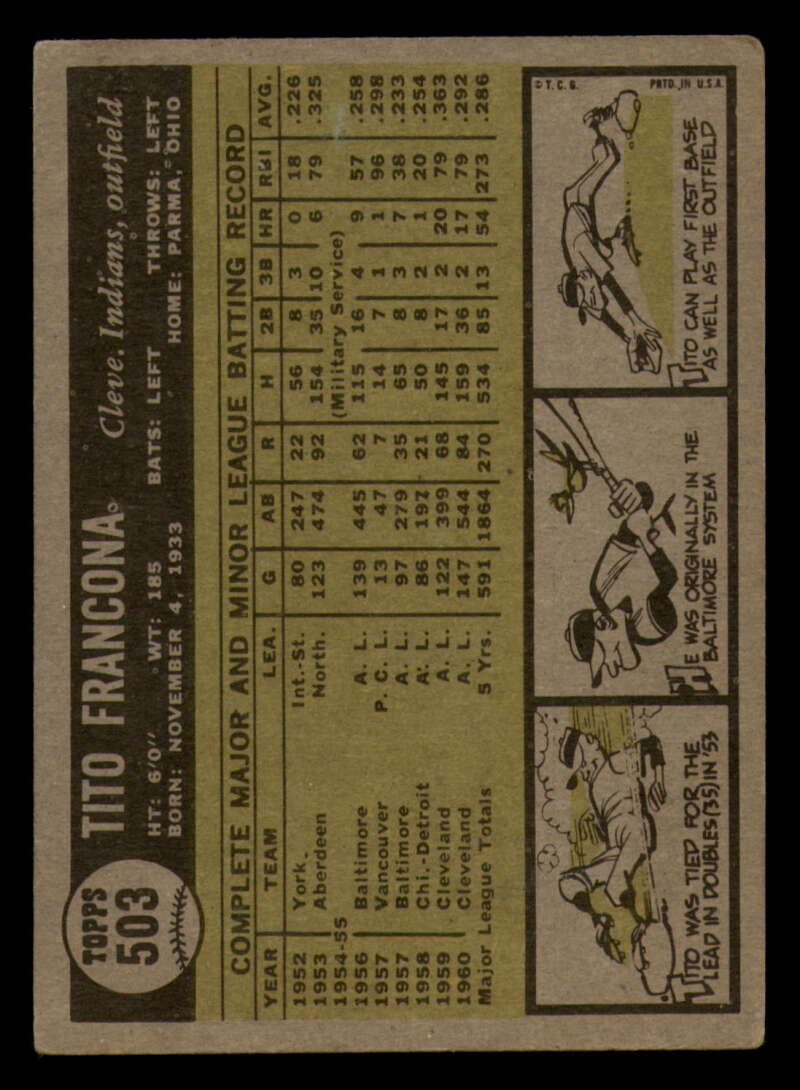 TOPPS
503
TITO FRANCONA
Cleve. Indians, outfield
HT: 6'0" WT: 185 BATS: LEFT THROWS: LEFT
BORN: NOVEMBER 4, 1933 HOME: PARMA, OHIO
COMPLETE MAJOR AND MINOR LEAGUE BATTING RECORD
YEAR TEAM LEA. G AB R H 2B 3B HR RBI AVG.
1952 York Int.-St. 80 247 22 56 8 3 0 18 .226
1953 Aberdeen North. 123 474 92 154 35 10 6 79 .325
1954-55 (Military Service)
1956 Baltimore A. L. 139 445 62 115 16 4 9 57 .258
1957 Vancouver P. C. L. 13 47 7 14 7 1 1 96 .298
1957 Baltimore A. L. 97 279 35 65 8 3 7 38 .233
1958 Chi.-Detroit A. L. 86 197 21 50 8 2 1 20 .254
1959 Cleveland A. L. 122 399 68 145 17 2 20 79 .363
1960 Cleveland A. L. 147 544 84 159 36 2 17 79 .292
Major League Totals 5 Yrs. 591 1864 270 534 85 13 54 273 .286
TITO WAS TIED FOR THE
LEAD IN DOUBLES (35) IN '53
HE WAS ORIGINALLY IN THE
BALTIMORE SYSTEM
© T. C. G. PRTD. IN U.S.A.
TITO CAN PLAY FIRST BASE
AS WELL AS THE OUTFIELD